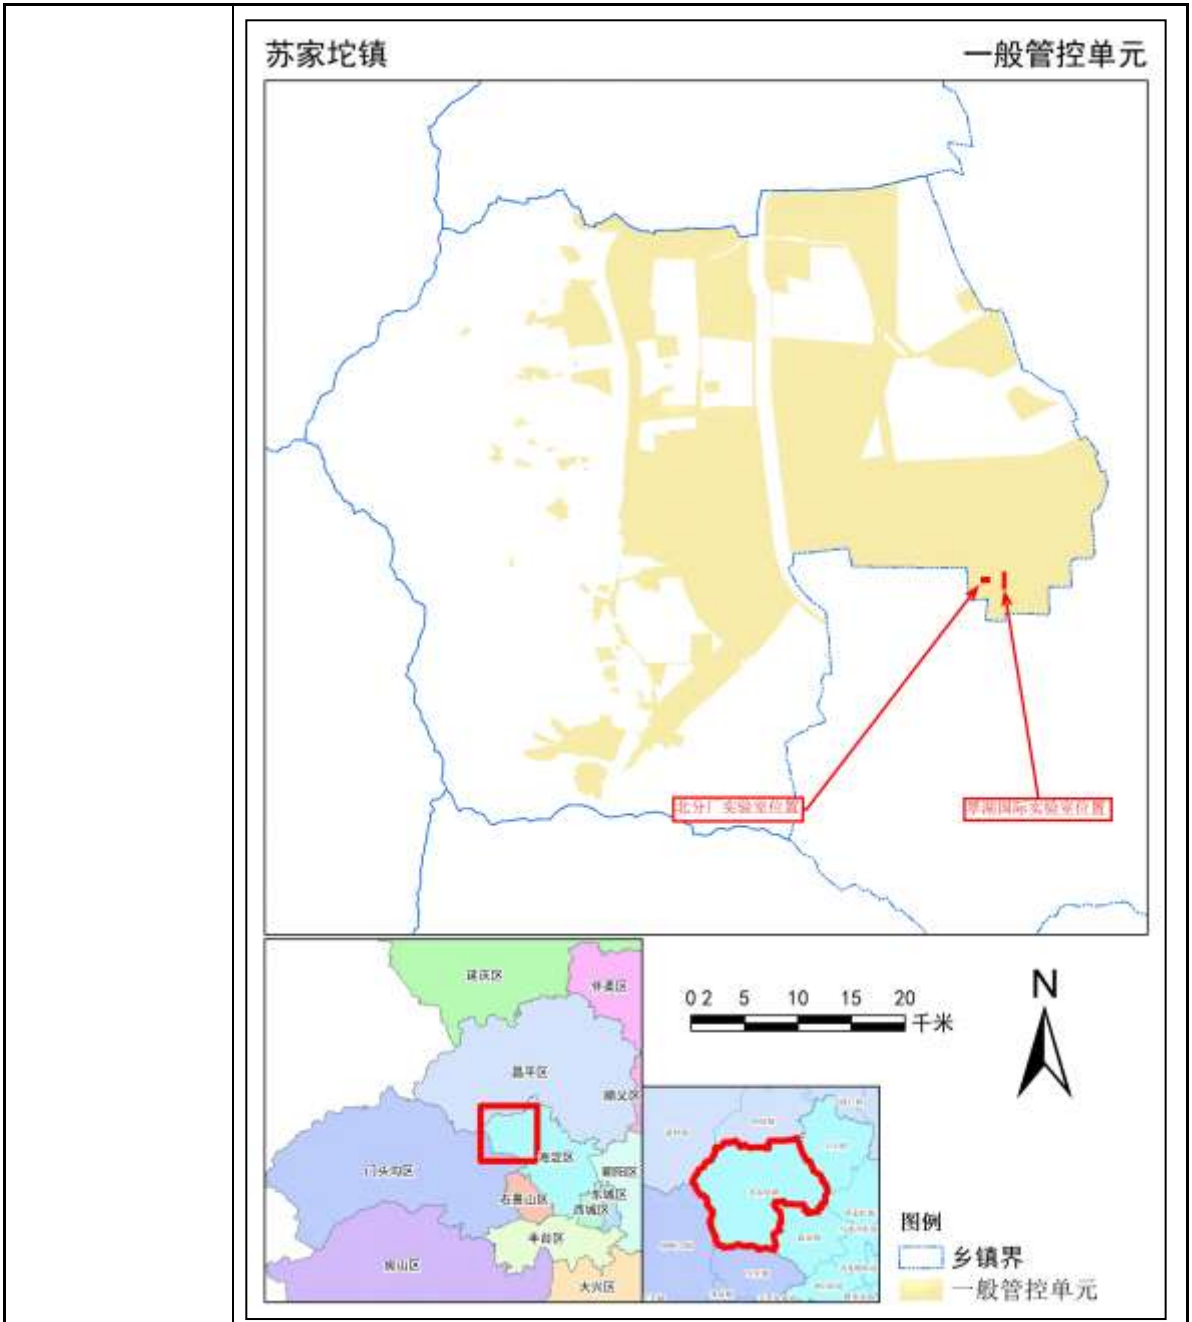 苏家坨镇
一般管控单元
北分厂实验室位置
翠湖国际实验室位置
延庆区
怀柔区
昌平区
顺义区
海淀区
门头沟区
朝阳区
石景山区
东城区
西城区
丰台区
房山区
大兴区
0 2 5 10 15 20
千米
N
图例
乡镇界
一般管控单元